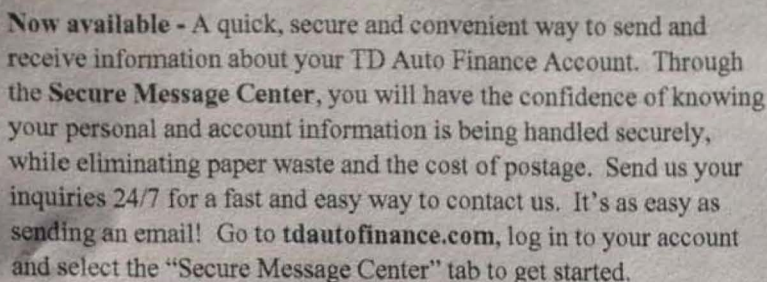 Now available - A quick, secure and convenient way to send and
receive information about your TD Auto Finance Account. Through
the Secure Message Center, you will have the confidence of knowing
your personal and account information is being handled securely,
while eliminating paper waste and the cost of postage. Send us your
inquiries 24/7 for a fast and easy way to contact us. It's as easy as
sending an email! Go to tdautofinance.com, log in to your account
and select the “Secure Message Center” tab to get started.